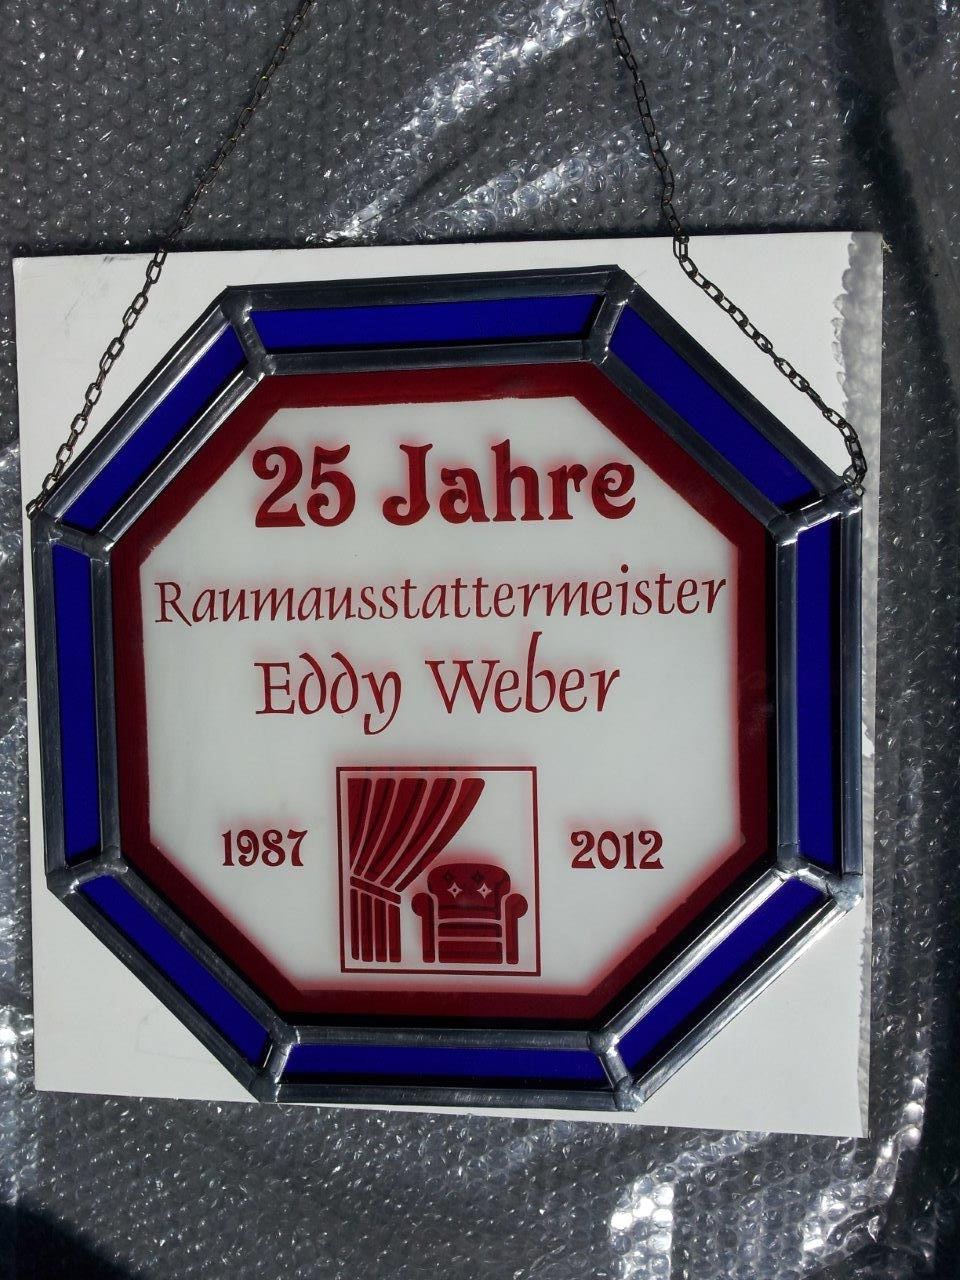 25 Jahre
Raumausstattermeister
Eddy Weber
1987 2012